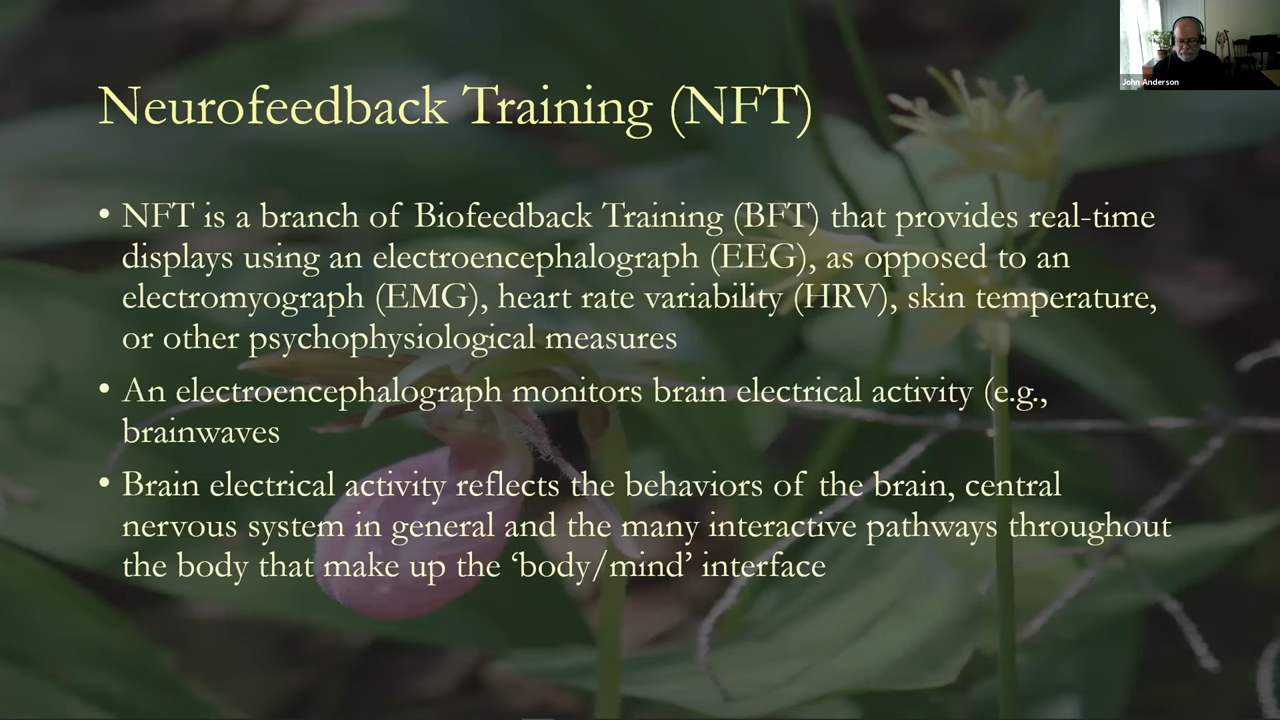 Neurofeedback Training (NFT)
• NFT is a branch of Biofeedback Training (BFT) that provides real-time
displays using an electroencephalograph (EEG), as opposed to an
electromyograph (EMG), heart rate variability (HRV), skin temperature,
or other psychophysiological measures
• An electroencephalograph monitors brain electrical activity (e.g.,
brainwaves
• Brain electrical activity reflects the behaviors of the brain, central
nervous system in general and the many interactive pathways throughout
the body that make up the ‘body/mind’ interface
John Anderson